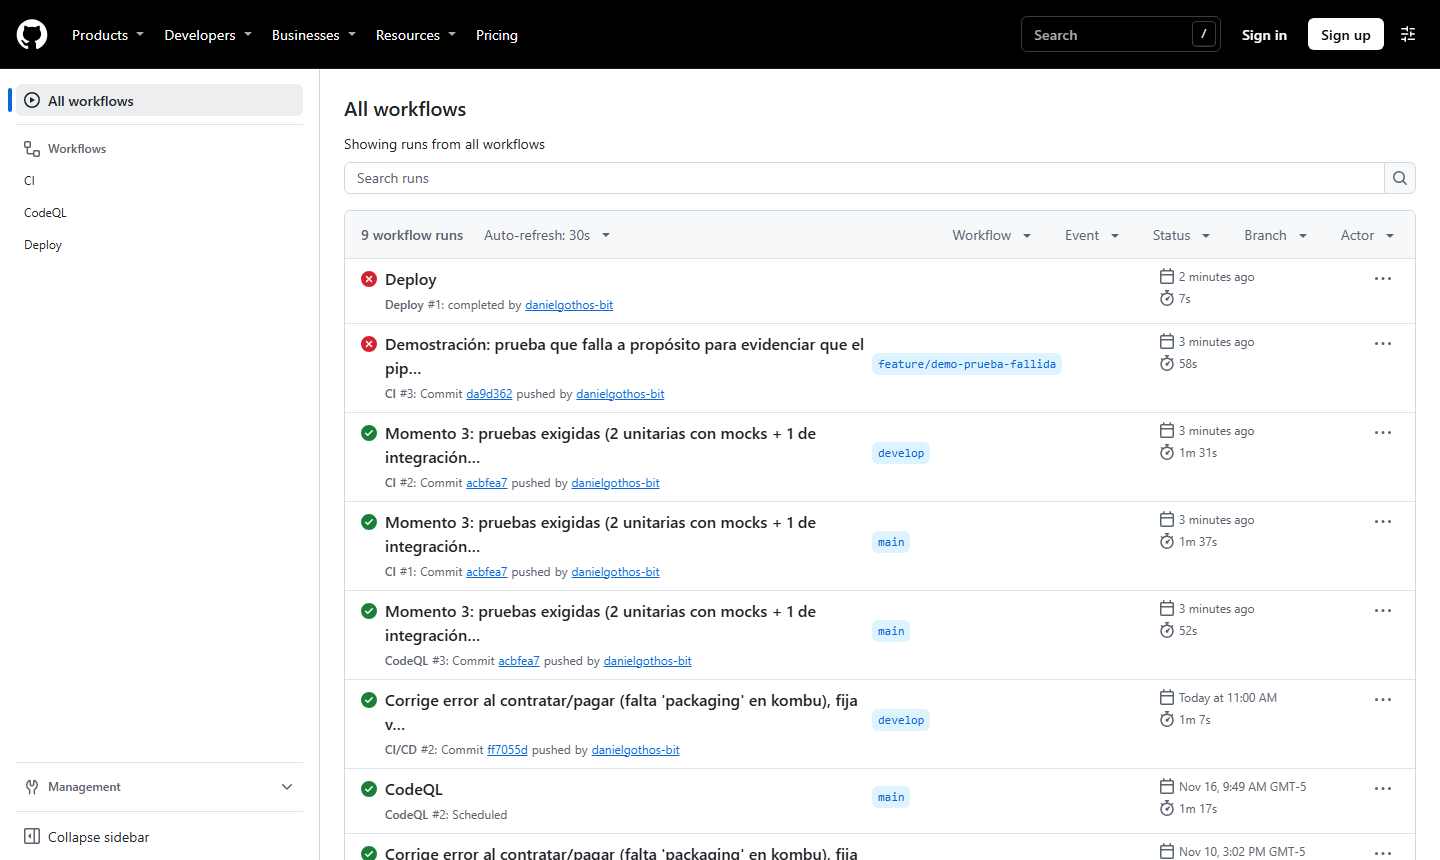 Products
Developers
Businesses
Resources
Pricing
Search
/
Sign in
Sign up
All workflows
Workflows
CI
CodeQL
Deploy
Management
Collapse sidebar
All workflows
Showing runs from all workflows
Search runs
9 workflow runs
Auto-refresh: 30s
Workflow
Event
Status
Branch
Actor
Deploy
Deploy #1: completed by danielgothos-bit
2 minutes ago
7s
Demostración: prueba que falla a propósito para evidenciar que el
pip...
CI #3: Commit da9d362 pushed by danielgothos-bit
feature/demo-prueba-fallida
3 minutes ago
58s
Momento 3: pruebas exigidas (2 unitarias con mocks + 1 de
integración...
CI #2: Commit acbfea7 pushed by danielgothos-bit
develop
3 minutes ago
1m 31s
Momento 3: pruebas exigidas (2 unitarias con mocks + 1 de
integración...
CI #1: Commit acbfea7 pushed by danielgothos-bit
main
3 minutes ago
1m 37s
Momento 3: pruebas exigidas (2 unitarias con mocks + 1 de
integración...
CodeQL #3: Commit acbfea7 pushed by danielgothos-bit
main
3 minutes ago
52s
Corrige error al contratar/pagar (falta 'packaging' en kombu), fija
v...
CI/CD #2: Commit ff7055d pushed by danielgothos-bit
develop
Today at 11:00 AM
1m 7s
CodeQL
CodeQL #2: Scheduled
main
Nov 16, 9:49 AM GMT-5
1m 17s
Corrige error al contratar/pagar (falta 'packaging' en kombu), fija
Nov 10, 3:02 PM GMT-5